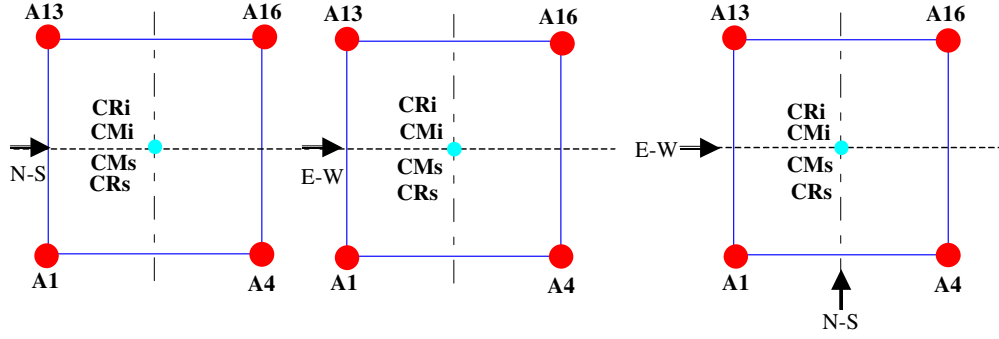 A13
A16
CRi
CMi
CMs
CRs
N-S
A1
A4
A13
A16
CRi
CMi
CMs
CRs
E-W
A1
A4
A13
A16
CRi
CMi
CMs
CRs
E-W
A1
A4
N-S